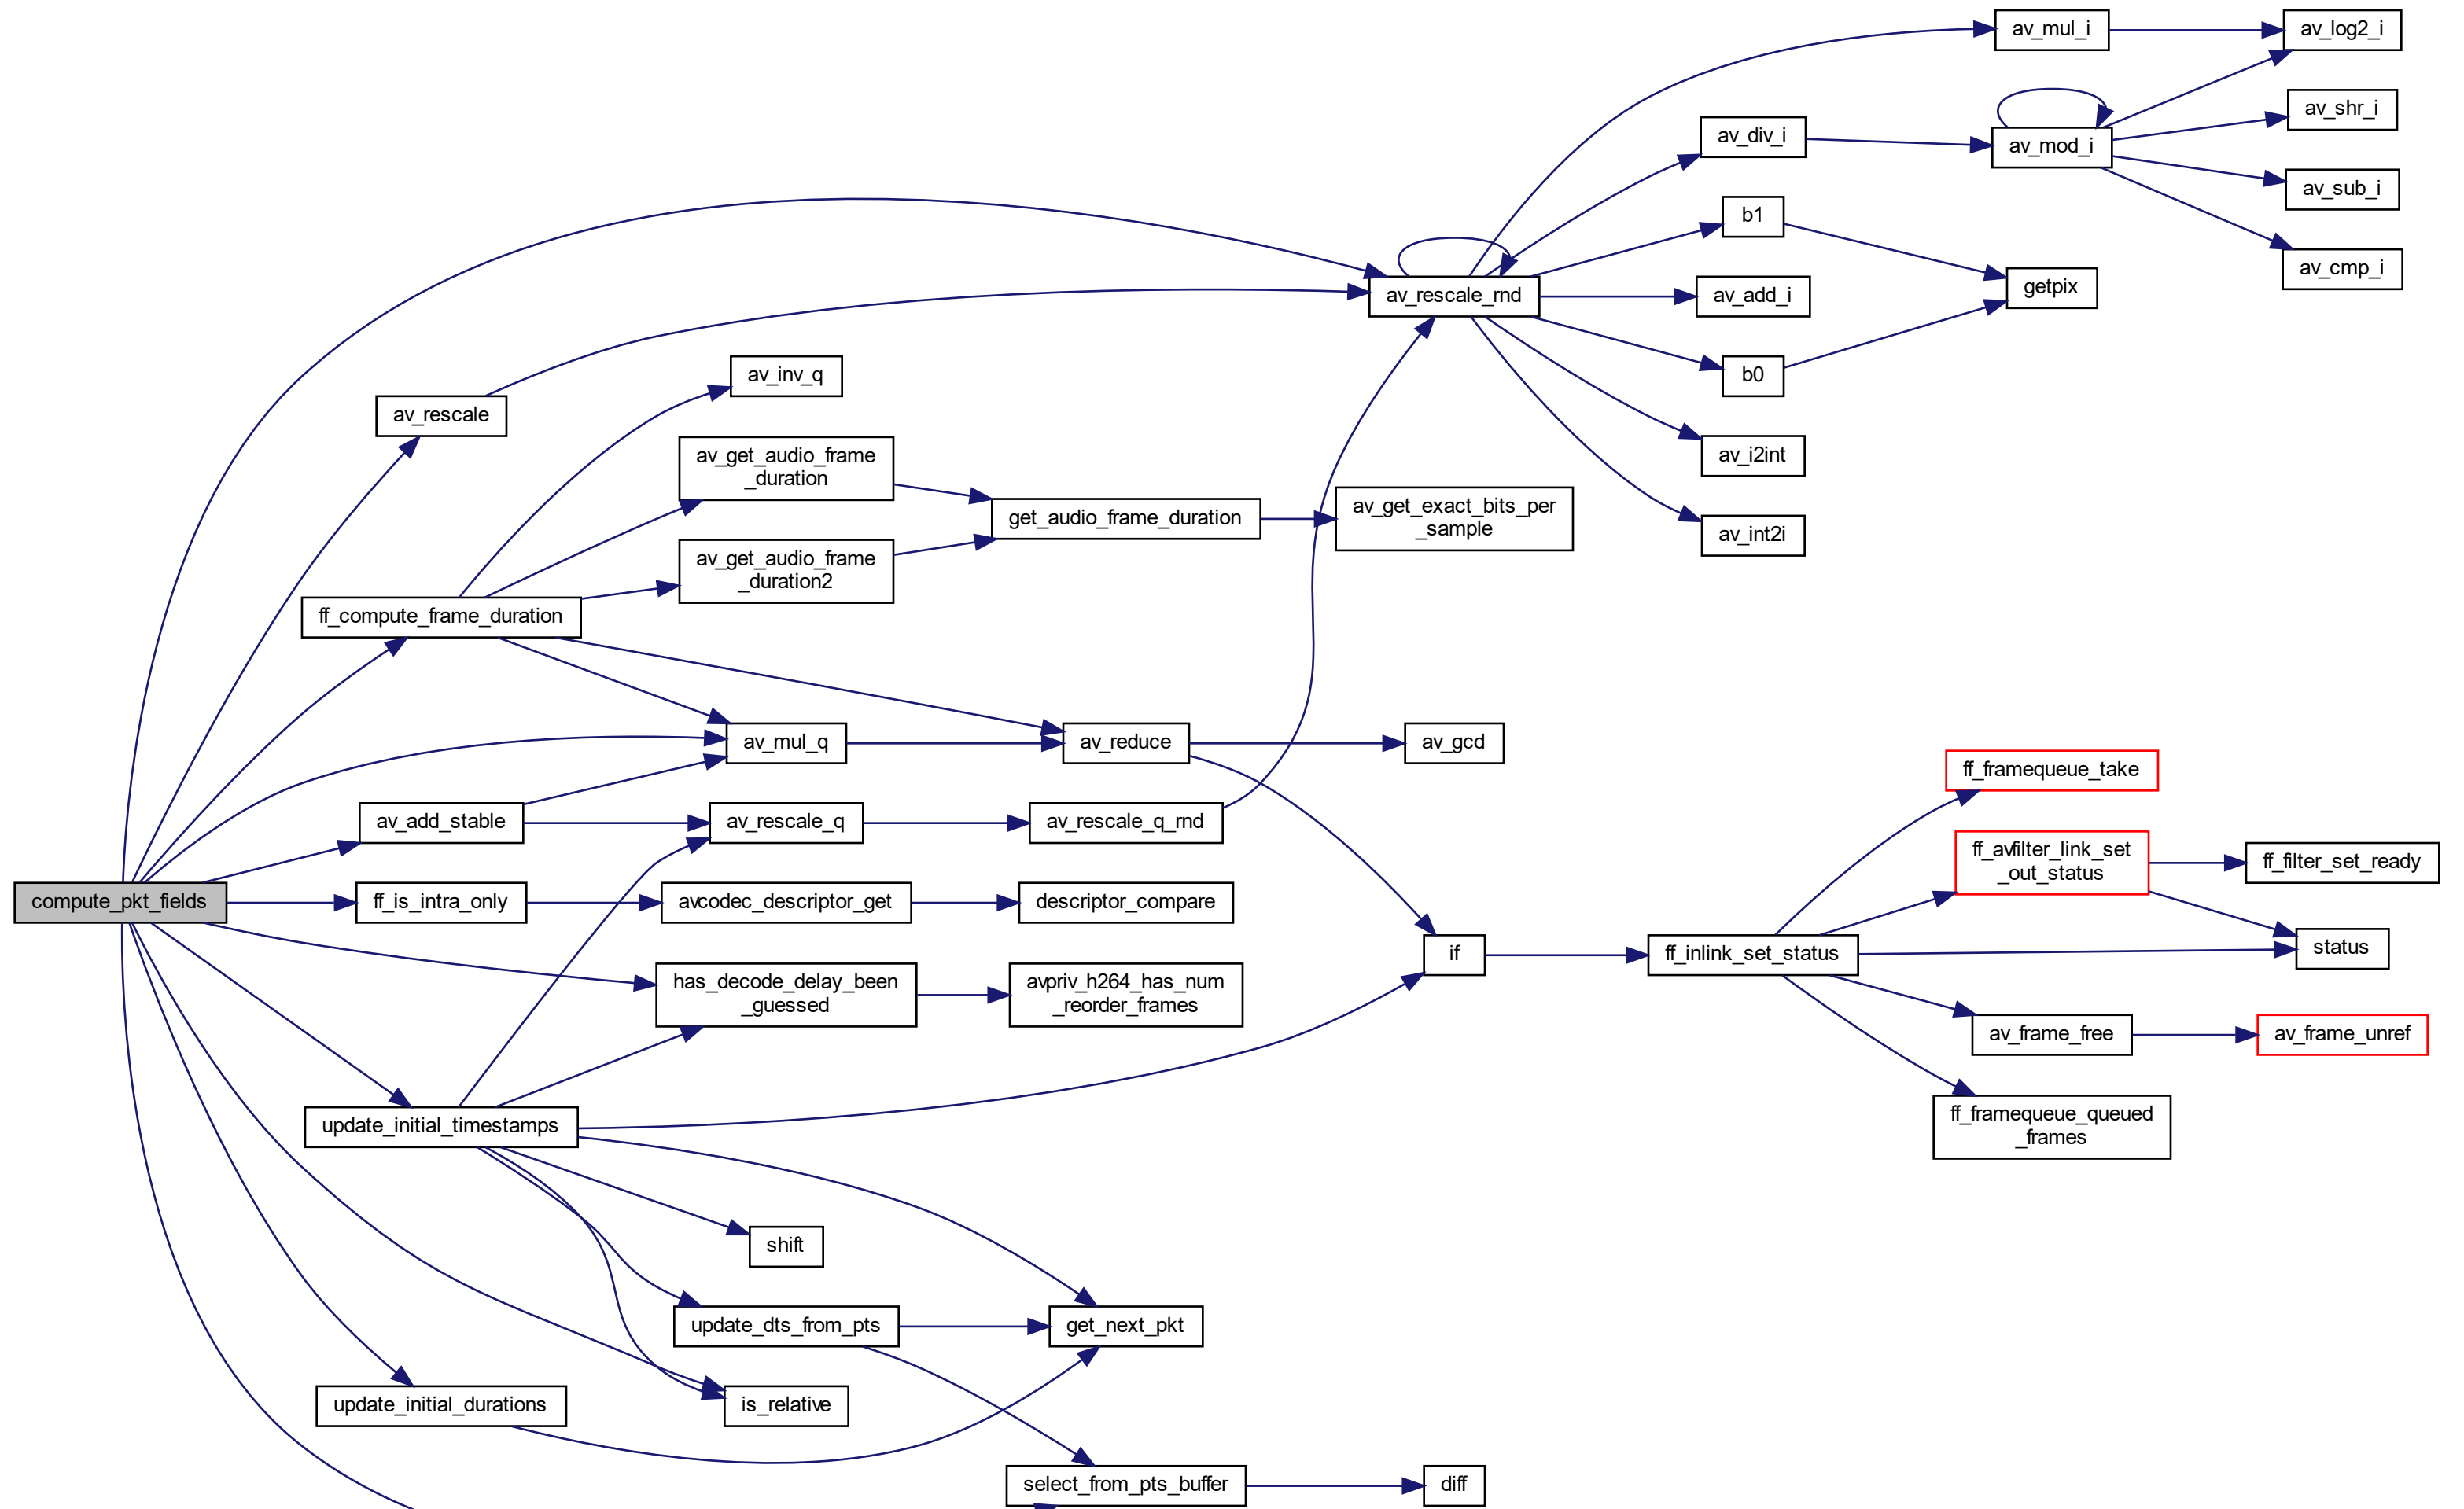 av_mul_i
av_log2_i
av_shr_i
av_div_i
av_mod_i
av_sub_i
b1
av_cmp_i
getpix
av_rescale_rnd
av_add_i
av_inv_q
b0
av_rescale
av_get_audio_frame
_duration
av_i2int
get_audio_frame_duration
av_get_exact_bits_per
_sample
av_int2i
av_get_audio_frame
_duration2
ff_compute_frame_duration
av_mul_q
av_reduce
av_gcd
ff_framequeue_take
av_add_stable
av_rescale_q
av_rescale_q_rnd
ff_avfilter_link_set
_out_status
ff_filter_set_ready
compute_pkt_fields
ff_is_intra_only
avcodec_descriptor_get
descriptor_compare
if
ff_inlink_set_status
status
has_decode_delay_been
_guessed
avpriv_h264_has_num
_reorder_frames
av_frame_free
av_frame_unref
update_initial_timestamps
ff_framequeue_queued
_frames
shift
update_dts_from_pts
get_next_pkt
update_initial_durations
is_relative
select_from_pts_buffer
diff